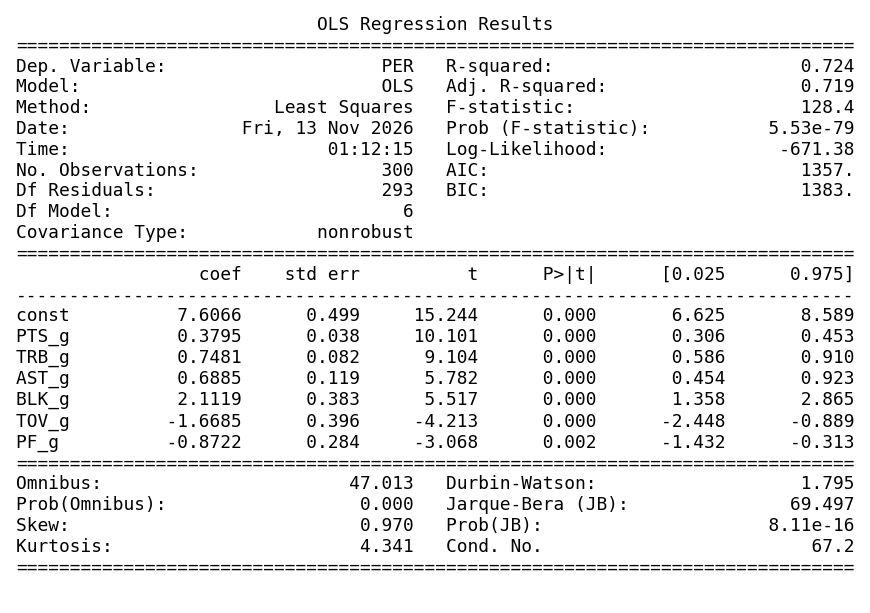 OLS Regression Results
==============================================================================
Dep. Variable:                    PER   R-squared:                       0.724
Model:                            OLS   Adj. R-squared:                  0.719
Method:                 Least Squares   F-statistic:                     128.4
Date:                Fri, 13 Nov 2026   Prob (F-statistic):           5.53e-79
Time:                        01:12:15   Log-Likelihood:                -671.38
No. Observations:                 300   AIC:                             1357.
Df Residuals:                     293   BIC:                             1383.
Df Model:                           6
Covariance Type:            nonrobust
==============================================================================
                 coef    std err          t      P>|t|      [0.025      0.975]
------------------------------------------------------------------------------
const          7.6066      0.499     15.244      0.000       6.625       8.589
PTS_g          0.3795      0.038     10.101      0.000       0.306       0.453
TRB_g          0.7481      0.082      9.104      0.000       0.586       0.910
AST_g          0.6885      0.119      5.782      0.000       0.454       0.923
BLK_g          2.1119      0.383      5.517      0.000       1.358       2.865
TOV_g         -1.6685      0.396     -4.213      0.000      -2.448      -0.889
PF_g          -0.8722      0.284     -3.068      0.002      -1.432      -0.313
==============================================================================
Omnibus:                       47.013   Durbin-Watson:                   1.795
Prob(Omnibus):                  0.000   Jarque-Bera (JB):               69.497
Skew:                           0.970   Prob(JB):                     8.11e-16
Kurtosis:                       4.341   Cond. No.                         67.2
==============================================================================